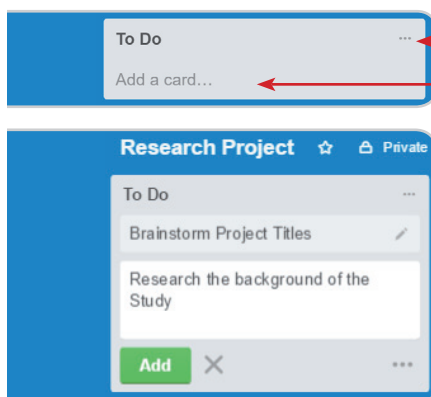 To Do ...
Add a card...
Research Project Private
To Do ...
Brainstorm Project Titles
Research the background of the
Study
Add ...